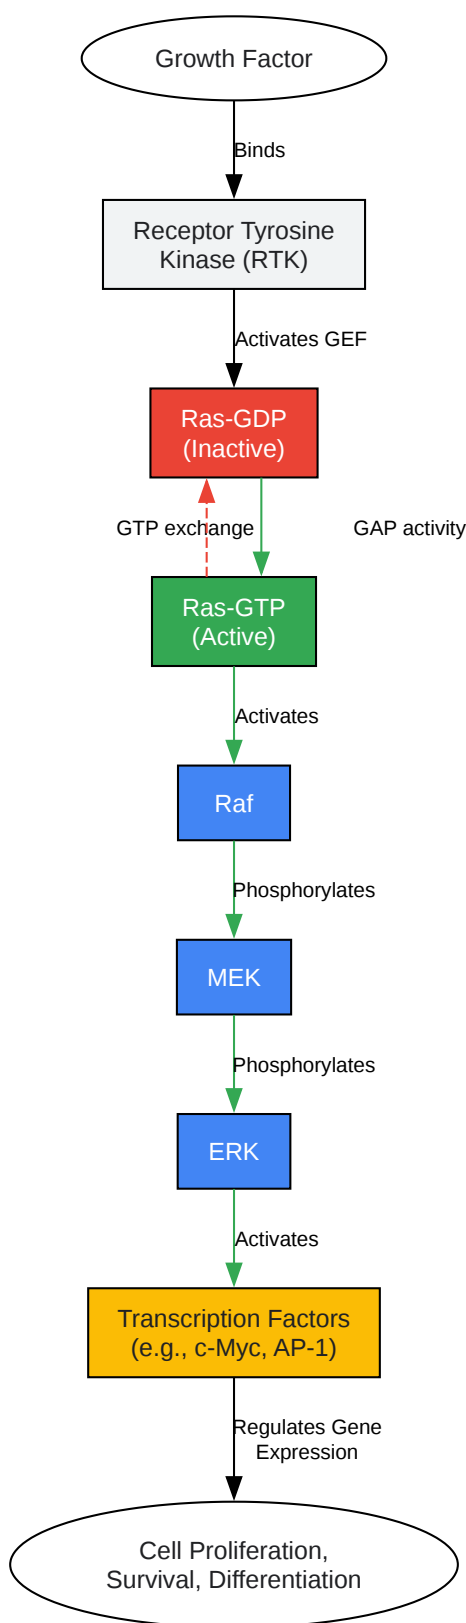 Growth Factor
Binds
Receptor Tyrosine
Kinase (RTK)
Activates GEF
Ras-GDP
(Inactive)
GTP exchange
GAP activity
Ras-GTP
(Active)
Activates
Raf
Phosphorylates
MEK
Phosphorylates
ERK
Activates
Transcription Factors
(e.g., c-Myc, AP-1)
Regulates Gene
Expression
Cell Proliferation,
Survival, Differentiation